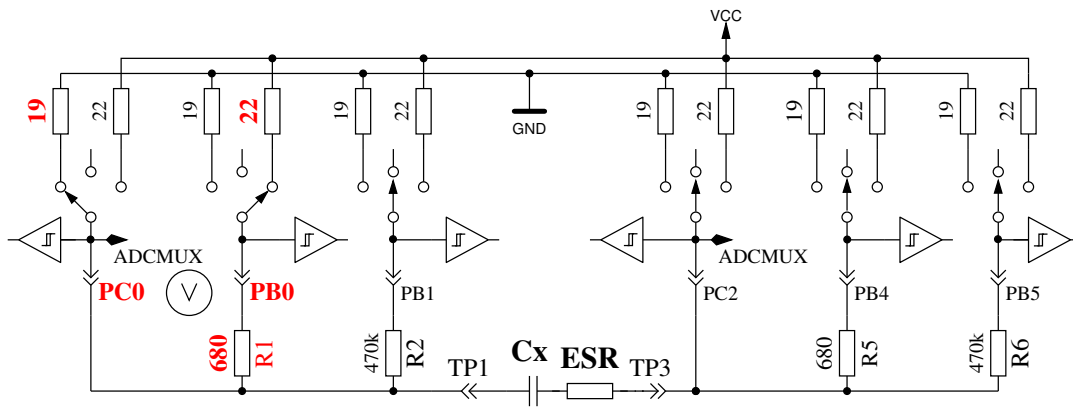 VCC
19
22
19
22
19
22
GND
19
22
19
22
19
22
ADCMUX
ADCMUX
PC0
V
PB0
PB1
PC2
PB4
PB5
680
R1
470k
R2
TP1
Cx
ESR
TP3
680
R5
470k
R6